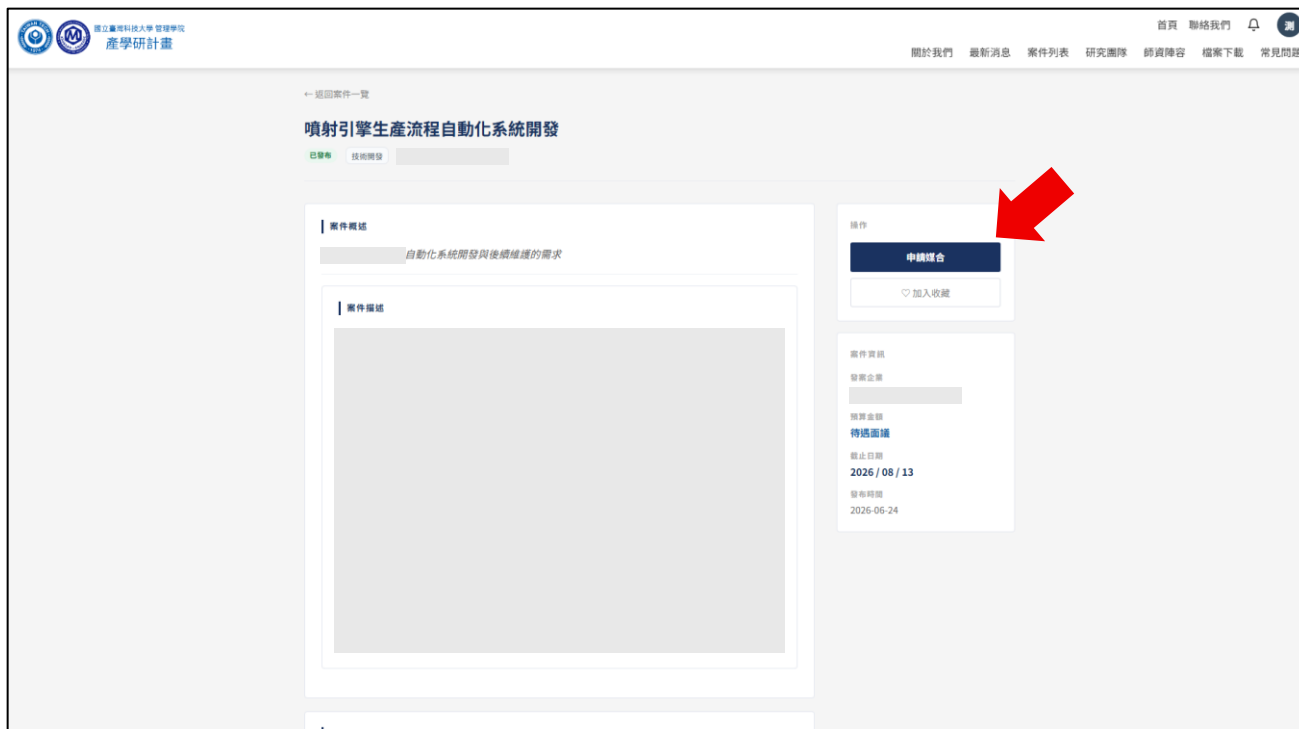 國立臺灣科技大學 管理學院
產學研計畫
首頁 聯絡我們 測
關於我們 最新消息 案件列表 研究團隊 師資陣容 檔案下載 常見問題
← 返回案件一覽
噴射引擎生產流程自動化系統開發
已發布 技術開發
案件概述
自動化系統開發與後續維護的需求
案件描述
操作
申請媒合
♡ 加入收藏
案件資訊
發案企業
預算金額
待遇面議
截止日期
2026 / 08 / 13
發布時間
2026-06-24